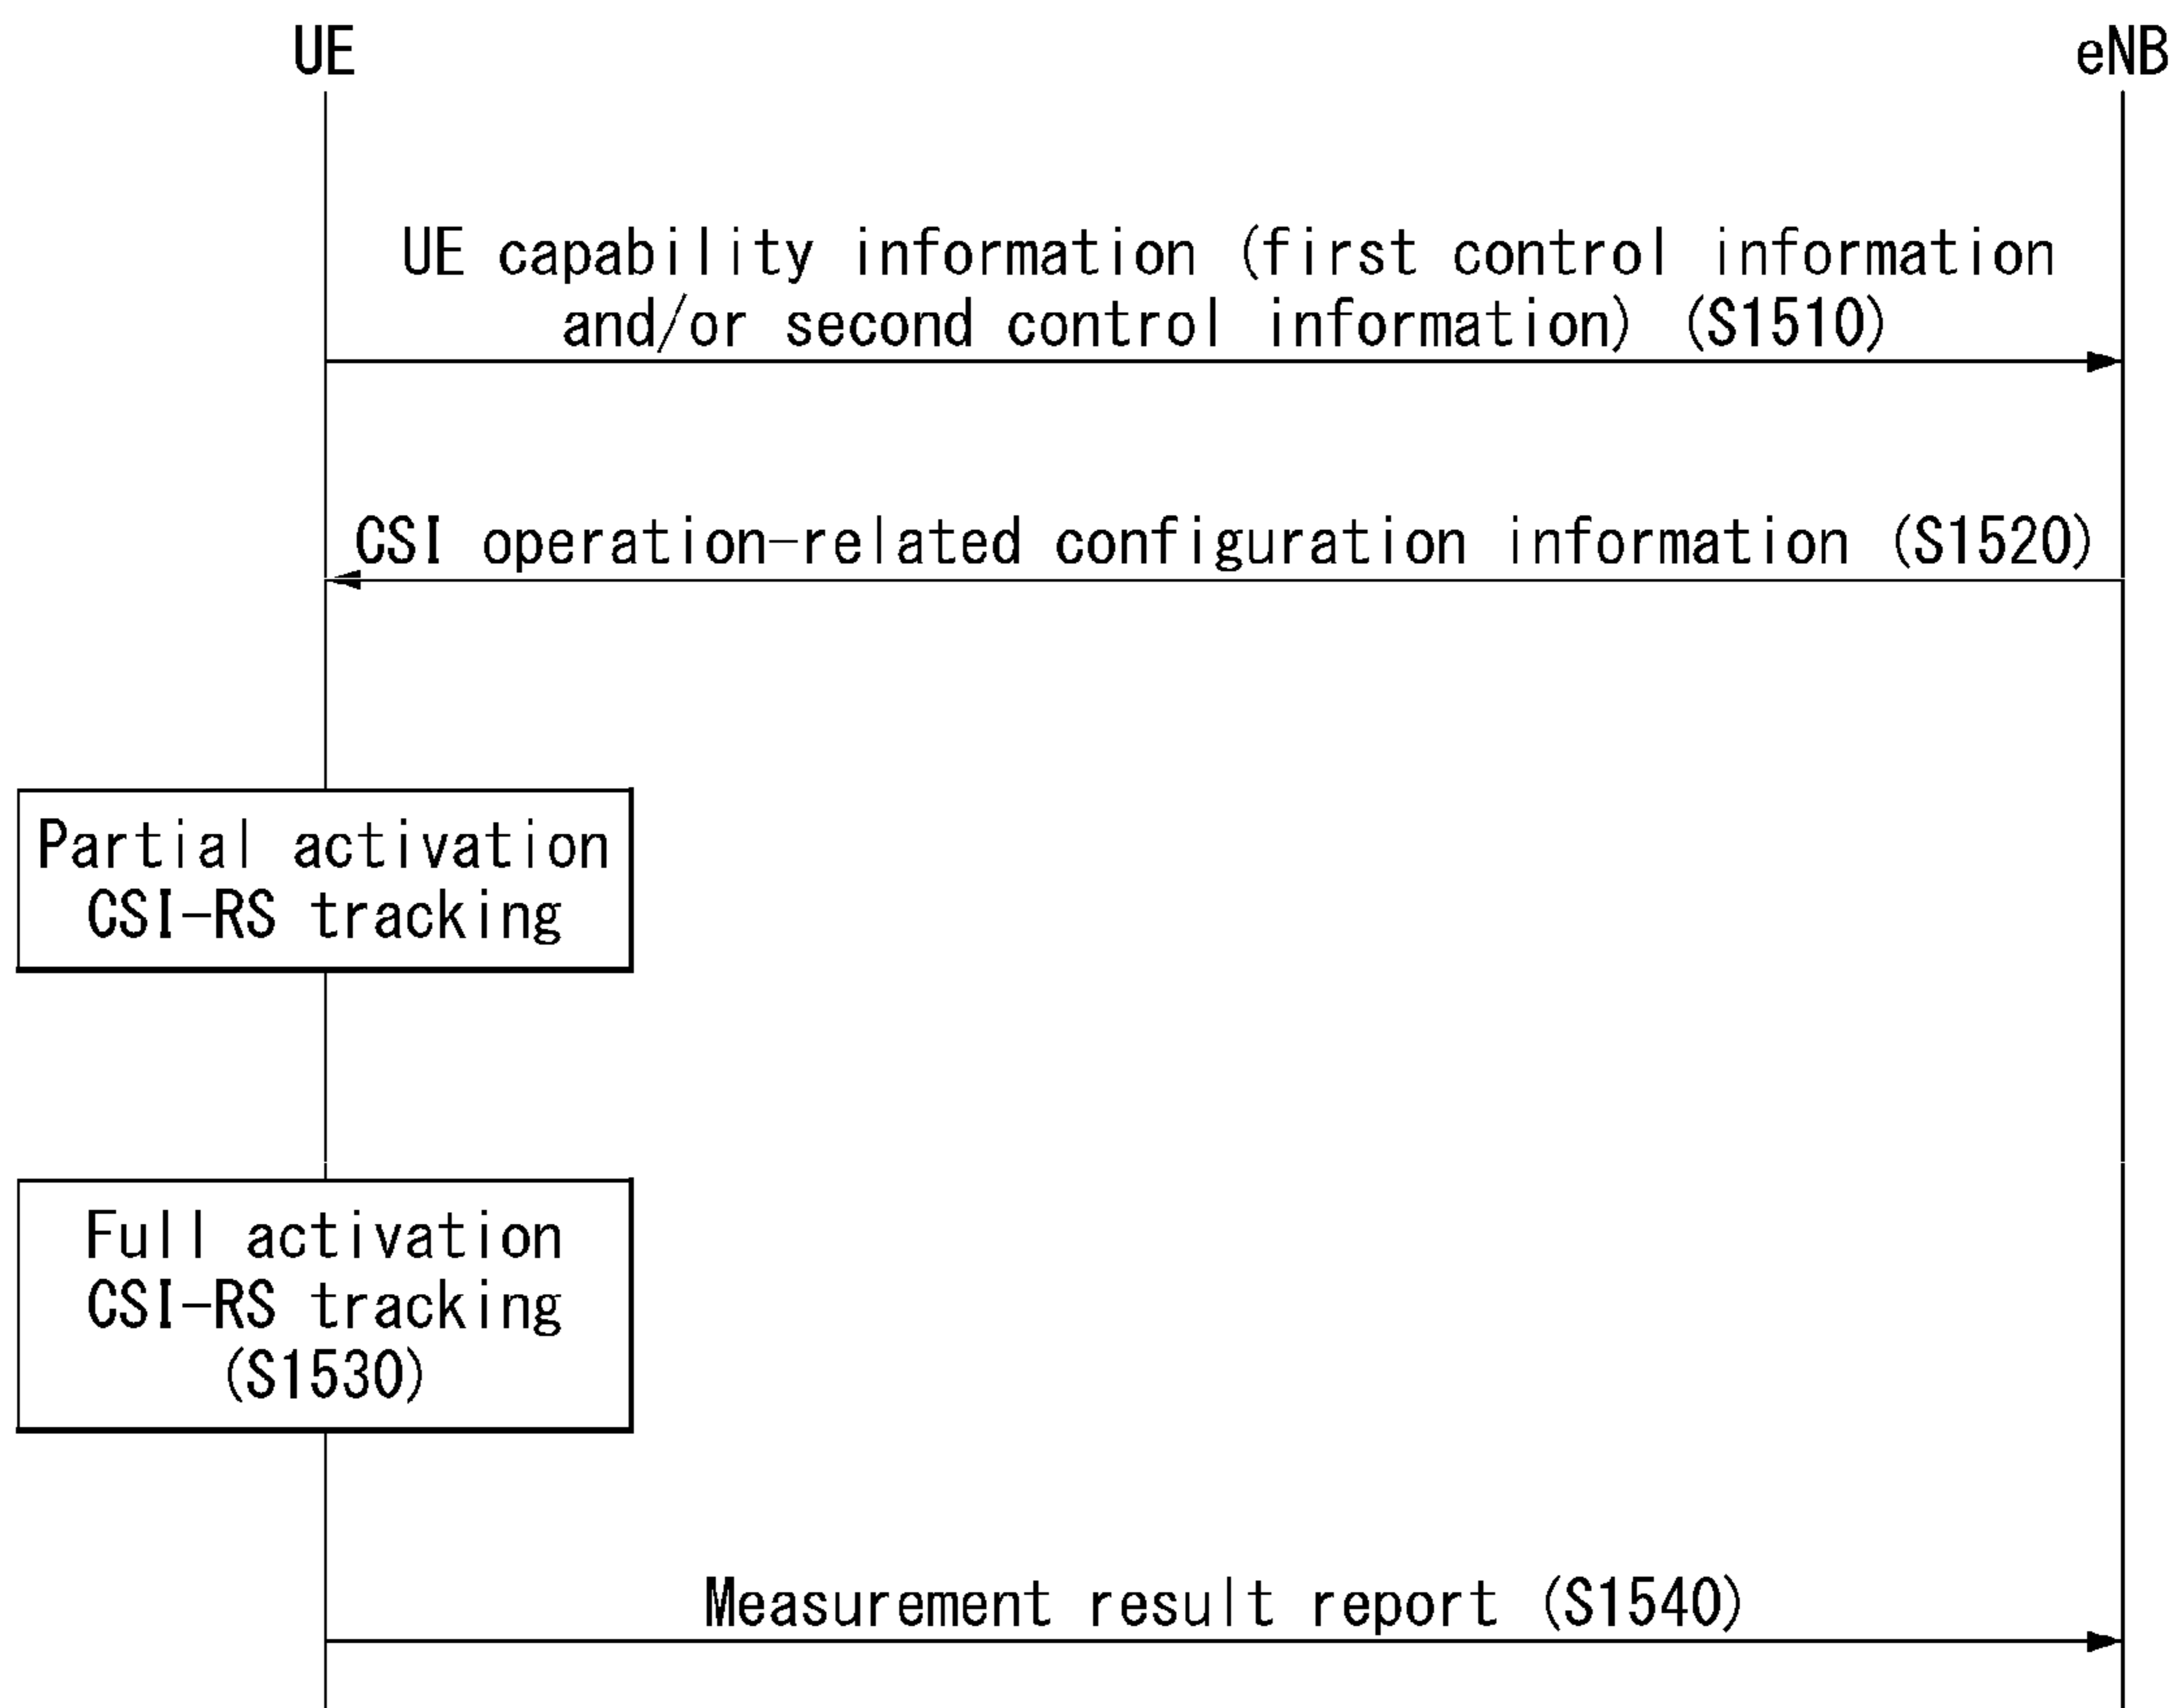 UE
eNB
UE capability information (first control information
and/or second control information) (S1510)
CSI operation-related configuration information (S1520)
Partial activation
CSI-RS tracking
Full activation
CSI-RS tracking
(S1530)
Measurement result report (S1540)